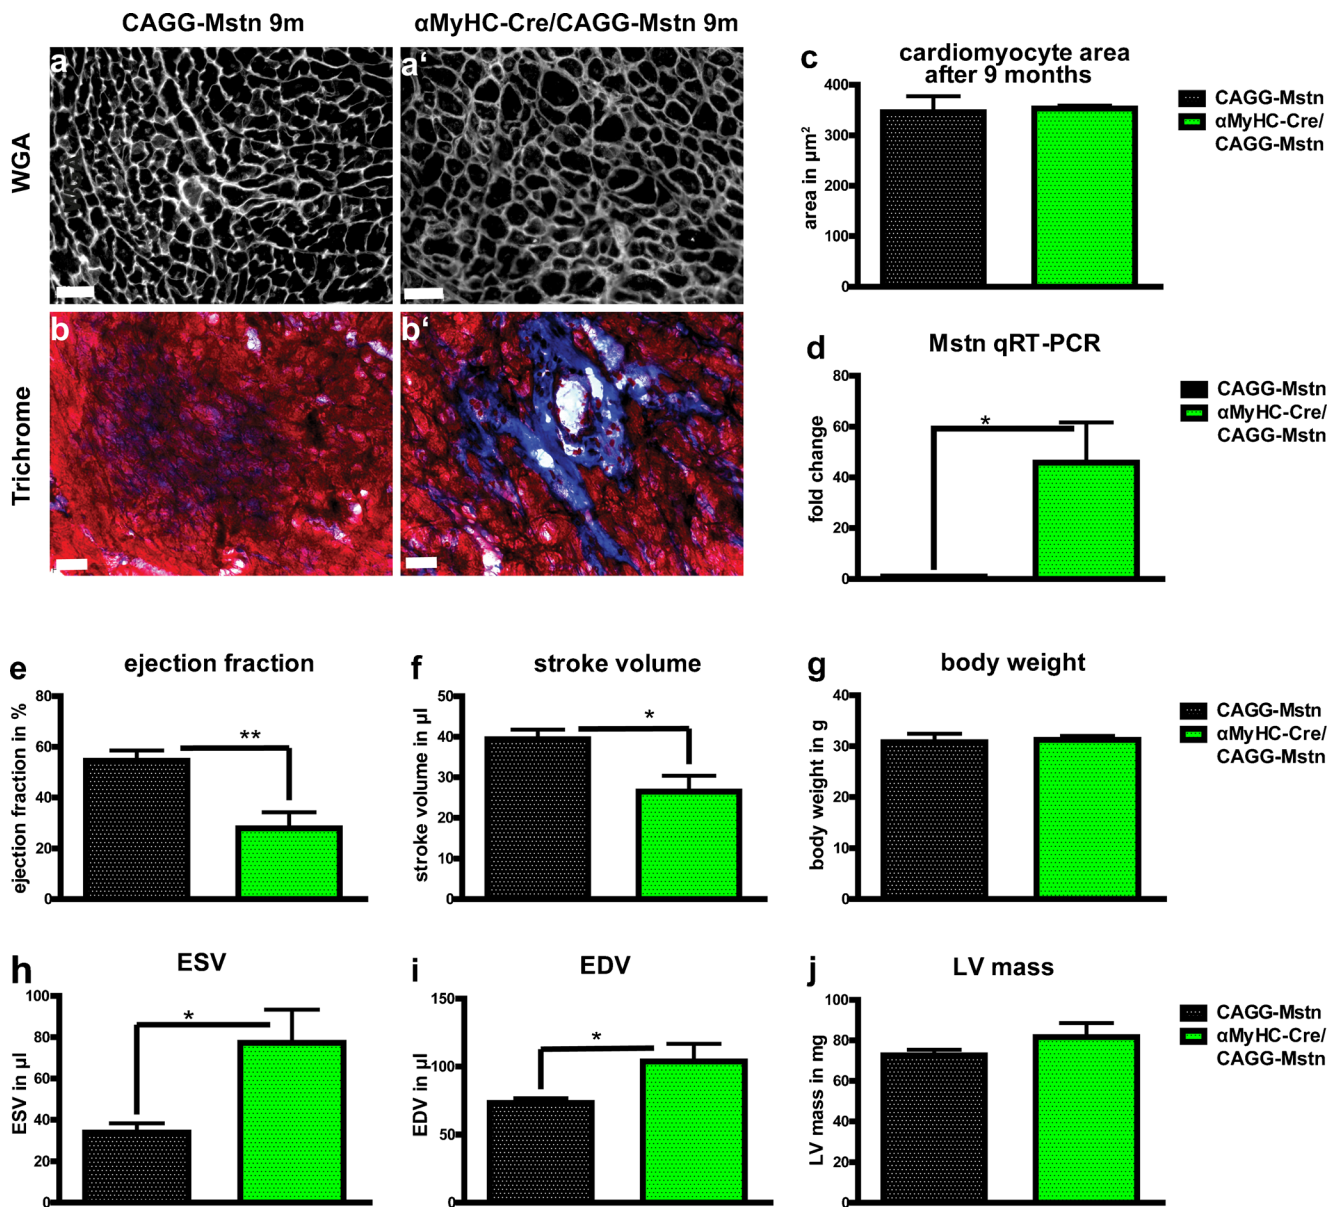 CAGG-Mstn 9m
αMyHC-Cre/CAGG-Mstn 9m
WGA
a
a'
Trichrome
b
b'
c
cardiomyocyte area
after 9 months
area in µm²
400
300
200
100
0
CAGG-Mstn
αMyHC-Cre/
CAGG-Mstn
d
Mstn qRT-PCR
fold change
80
60
40
20
0
*
CAGG-Mstn
αMyHC-Cre/
CAGG-Mstn
e
ejection fraction
ejection fraction in %
80
60
40
20
0
**
f
stroke volume
stroke volume in µl
50
40
30
20
10
0
*
g
body weight
body weight in g
40
30
20
10
0
CAGG-Mstn
αMyHC-Cre/
CAGG-Mstn
h
ESV
ESV in µl
100
80
60
40
20
0
*
i
EDV
EDV in µl
150
100
50
0
*
j
LV mass
LV mass in mg
100
80
60
40
20
0
CAGG-Mstn
αMyHC-Cre/
CAGG-Mstn